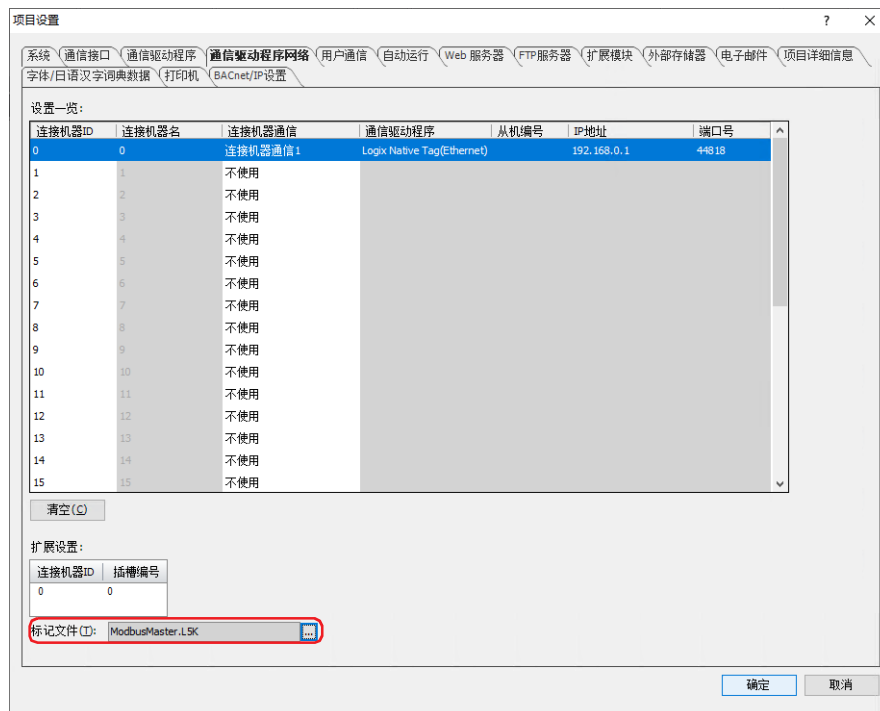 项目设置 ? ×
系统 通信接口 通信驱动程序 通信驱动程序网络 用户通信 自动运行 Web 服务器 FTP服务器 扩展模块 外部存储器 电子邮件 项目详细信息
字体/日语汉字词典数据 打印机 BACnet/IP设置
设置一览:
连接机器ID 连接机器名 连接机器通信 通信驱动程序 从机编号 IP地址 端口号
0 0 连接机器通信1 Logix Native Tag(Ethernet) 192.168.0.1 44818
1 1 不使用
2 2 不使用
3 3 不使用
4 4 不使用
5 5 不使用
6 6 不使用
7 7 不使用
8 8 不使用
9 9 不使用
10 10 不使用
11 11 不使用
12 12 不使用
13 13 不使用
14 14 不使用
15 15 不使用
清空(C)
扩展设置:
连接机器ID 插槽编号
0 0
标记文件(T): ModbusMaster.L5K ...
确定 取消